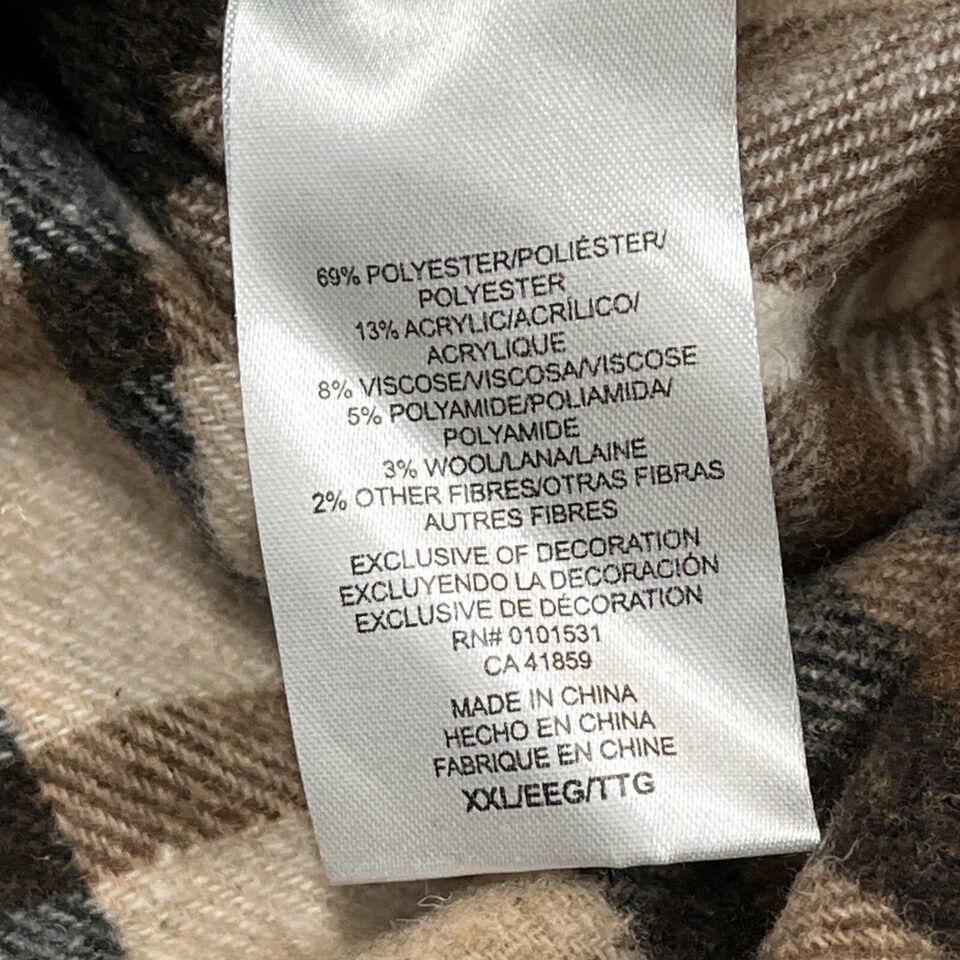 69% POLYESTER/POLIÉSTER/
POLYESTER
13% ACRYLIC/ACRÍLICO/
ACRYLIQUE
8% VISCOSE/VISCOSA/VISCOSE
5% POLYAMIDE/POLIAMIDA/
POLYAMIDE
3% WOOL/LANA/LAINE
2% OTHER FIBRES/OTRAS FIBRAS
AUTRES FIBRES
EXCLUSIVE OF DECORATION
EXCLUYENDO LA DECORACIÓN
EXCLUSIVE DE DÉCORATION
RN# 0101531
CA 41859
MADE IN CHINA
HECHO EN CHINA
FABRIQUE EN CHINE
XXL/EEG/TTG